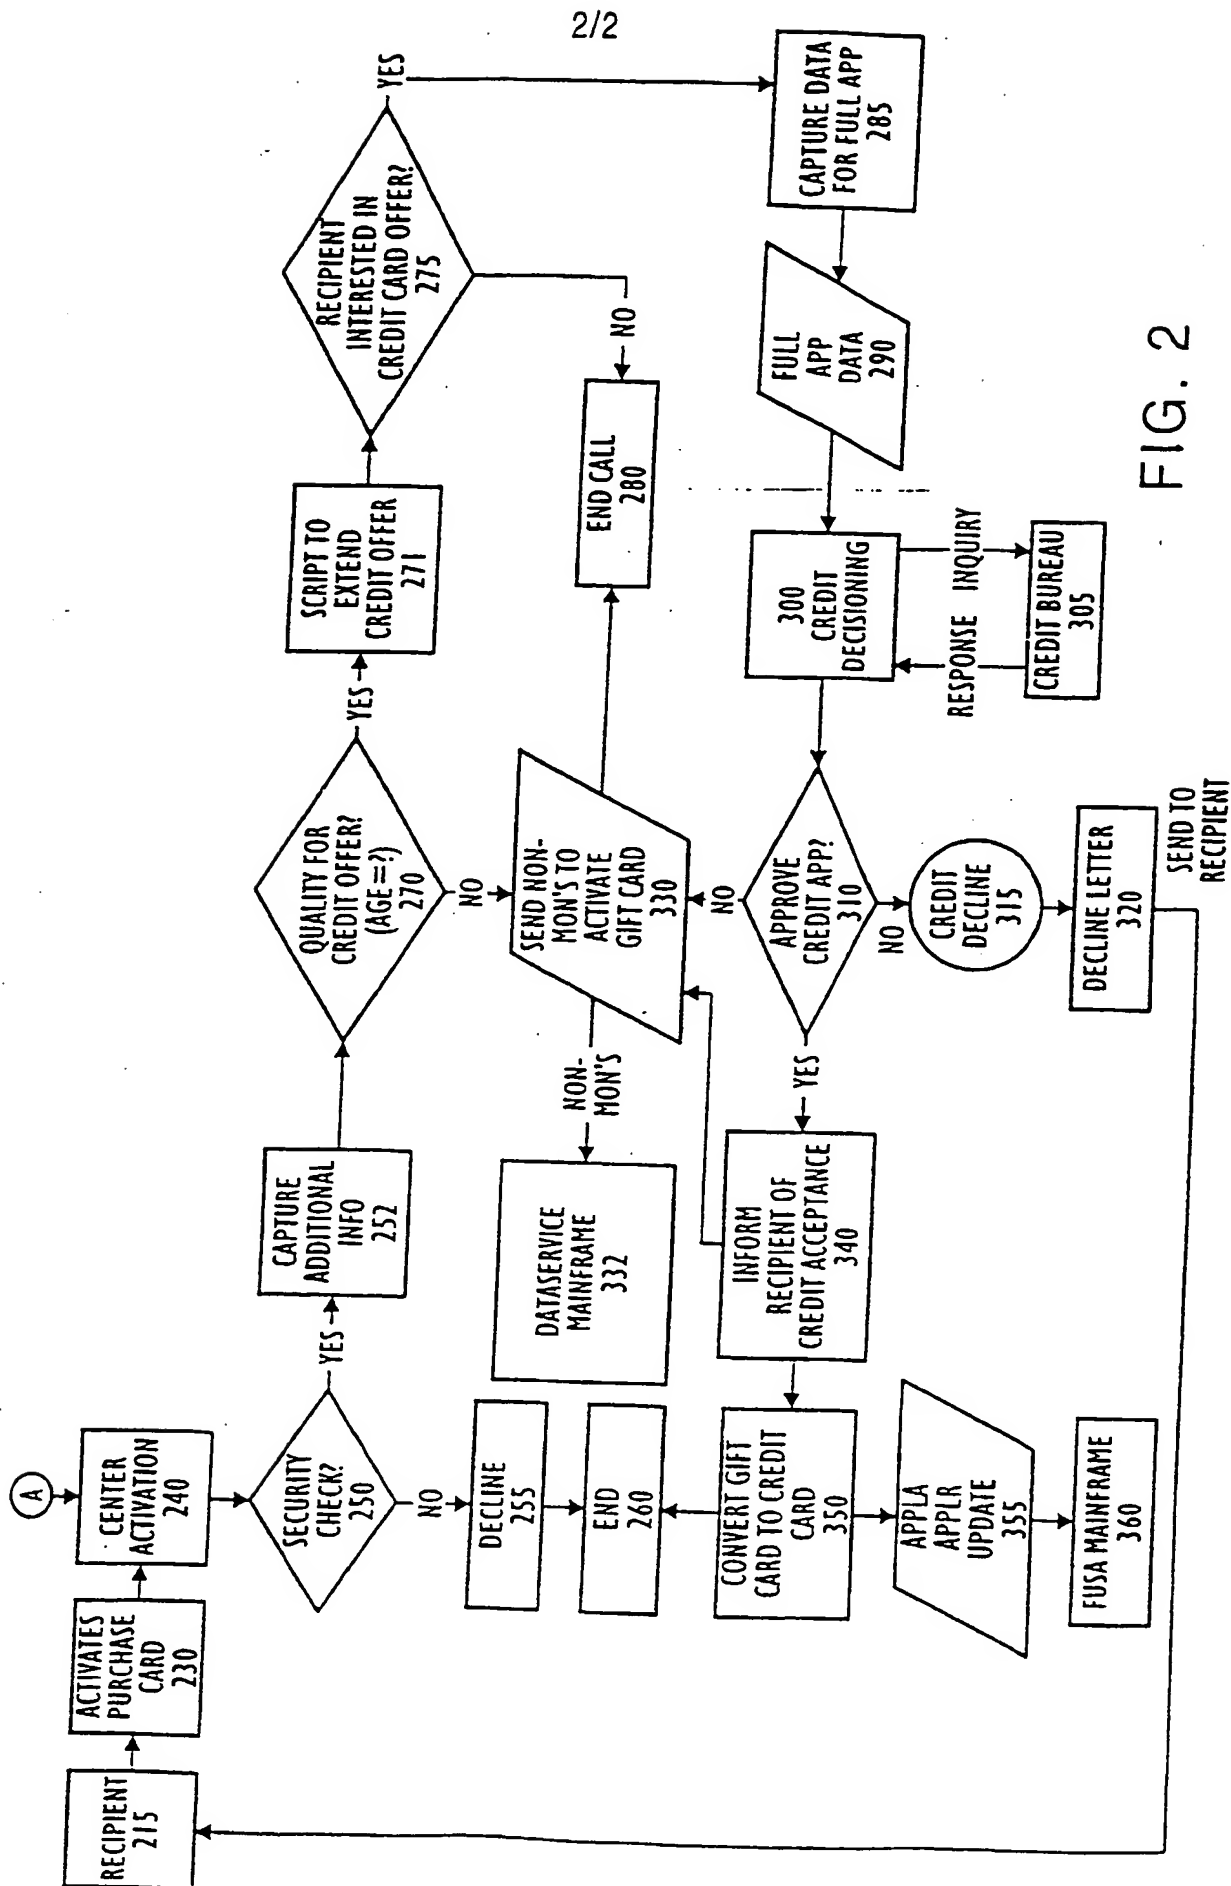 2/2
A
RECIPIENT
215
ACTIVATES
PURCHASE
CARD
230
CENTER
ACTIVATION
240
SECURITY
CHECK?
250
YES
NO
CAPTURE
ADDITIONAL
INFO
252
QUALITY FOR
CREDIT OFFER?
(AGE=?)
270
YES
NO
SCRIPT TO
EXTEND
CREDIT OFFER
271
RECIPIENT
INTERESTED IN
CREDIT CARD OFFER?
275
YES
NO
DECLINE
255
END
260
DATASERVICE
MAINFRAME
332
NON-
MON'S
SEND NON-
MON'S TO
ACTIVATE
GIFT CARD
330
END CALL
280
CAPTURE DATA
FOR FULL APP
285
FULL
APP
DATA
290
300
CREDIT
DECISIONING
RESPONSE
INQUIRY
CREDIT BUREAU
305
APPROVE
CREDIT APP?
310
NO
NO
YES
CREDIT
DECLINE
315
DECLINE LETTER
320
SEND TO
RECIPIENT
INFORM
RECIPIENT OF
CREDIT ACCEPTANCE
340
CONVERT GIFT
CARD TO CREDIT
CARD
350
APPLA
APPLR
UPDATE
355
FUSA MAINFRAME
360
FIG. 2